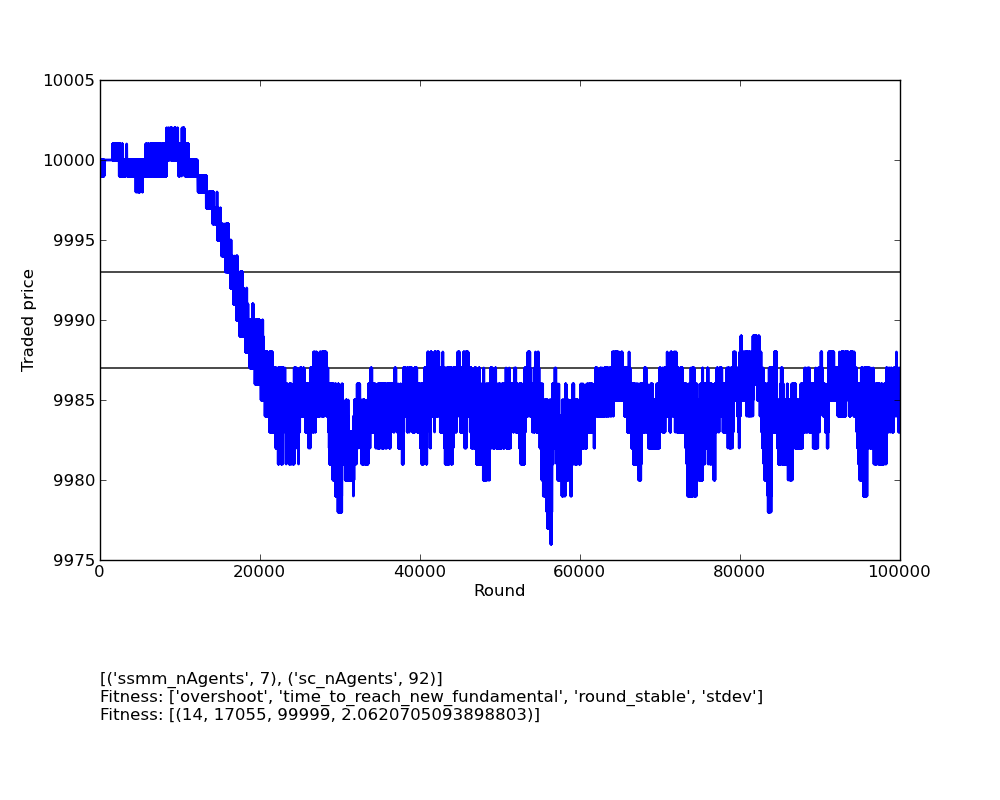 10005
10000
9995
9990
9985
9980
9975
Traded price
0 20000 40000 60000 80000 100000
Round
[('ssmm_nAgents', 7), ('sc_nAgents', 92)]
Fitness: ['overshoot', 'time_to_reach_new_fundamental', 'round_stable', 'stdev']
Fitness: [(14, 17055, 99999, 2.0620705093898803)]